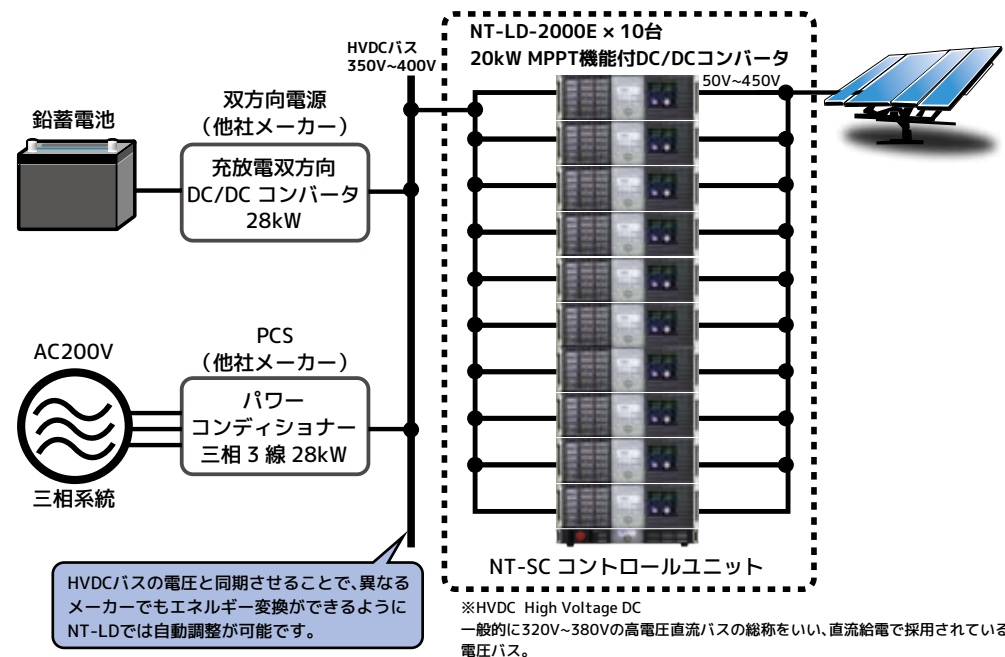 NT-LD-2000E × 10台
20kW MPPT機能付DC/DCコンバータ
HVDCバス
350V~400V
50V~450V
鉛蓄電池
双方向電源
（他社メーカー）
充放電双方向
DC/DC コンバータ
28kW
AC200V
三相系統
PCS
（他社メーカー）
パワー
コンディショナー
三相 3 線 28kW
NT-SC コントロールユニット
HVDCバスの電圧と同期させることで、異なる
メーカーでもエネルギー変換ができるように
NT-LDでは自動調整が可能です。
※HVDC High Voltage DC
一般的に320V~380Vの高電圧直流バスの総称をいい、直流給電で採用されている
電圧バス。